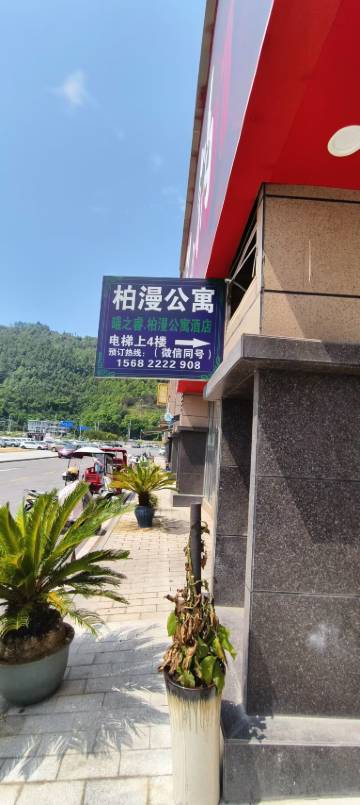 柏漫公寓
曦之睿.柏漫公寓酒店
电梯上4楼
预订热线：（微信同号）
1568 2222 908